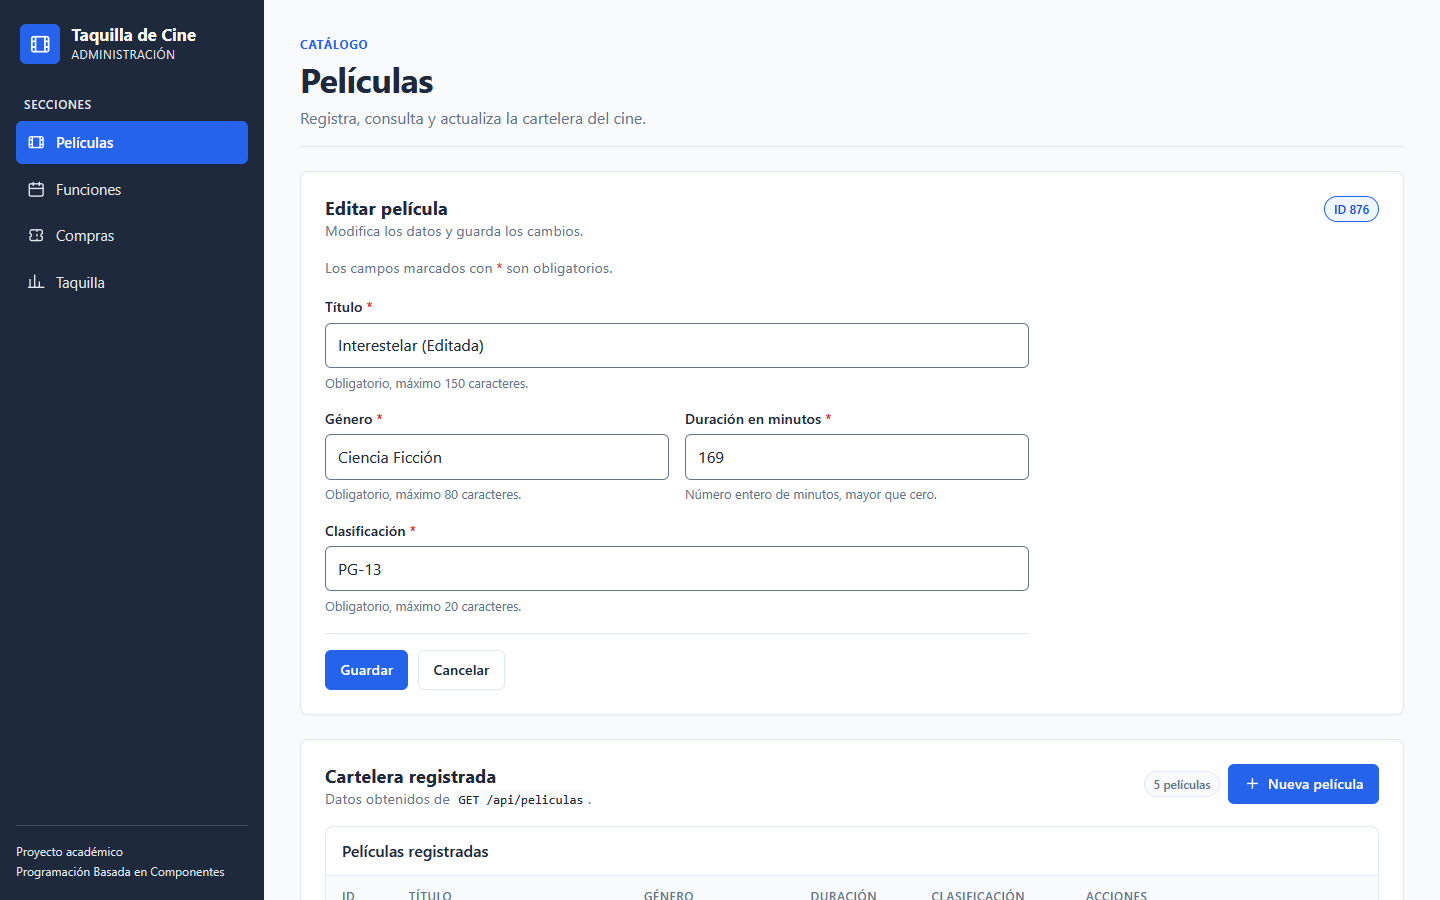 Taquilla de Cine
ADMINISTRACIÓN
SECCIONES
Películas
Funciones
Compras
Taquilla
Proyecto académico
Programación Basada en Componentes
CATÁLOGO
Películas
Registra, consulta y actualiza la cartelera del cine.
Editar película
ID 876
Modifica los datos y guarda los cambios.
Los campos marcados con * son obligatorios.
Título *
Interestelar (Editada)
Obligatorio, máximo 150 caracteres.
Género * Duración en minutos *
Ciencia Ficción 169
Obligatorio, máximo 80 caracteres. Número entero de minutos, mayor que cero.
Clasificación *
PG-13
Obligatorio, máximo 20 caracteres.
Guardar Cancelar
Cartelera registrada
Datos obtenidos de GET /api/peliculas.
5 películas + Nueva película
Películas registradas
ID TÍTULO GÉNERO DURACIÓN CLASIFICACIÓN ACCIONES